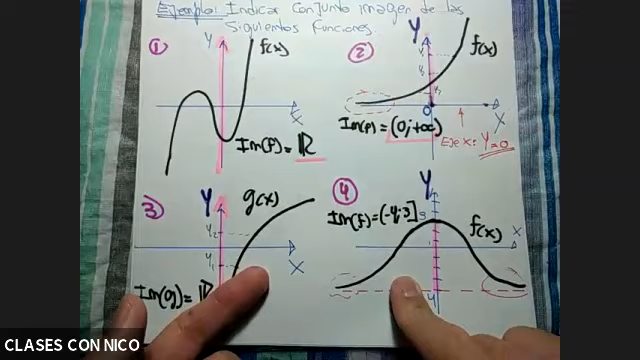 Ejemplo: Indicar Conjunto imagen de las
Siguientes funciones.
1
Y
f(x)
X
Im(f) = ℝ
2
Y
f(x)
0
X
Im(f) = (0; +∞)
Eje x: Y=0
3
Y
g(x)
Y2
Y1
X
Im(g) = ℝ
4
Y
Im(f) = (-4; 3]
3
f(x)
X
-4
CLASES CON NICO